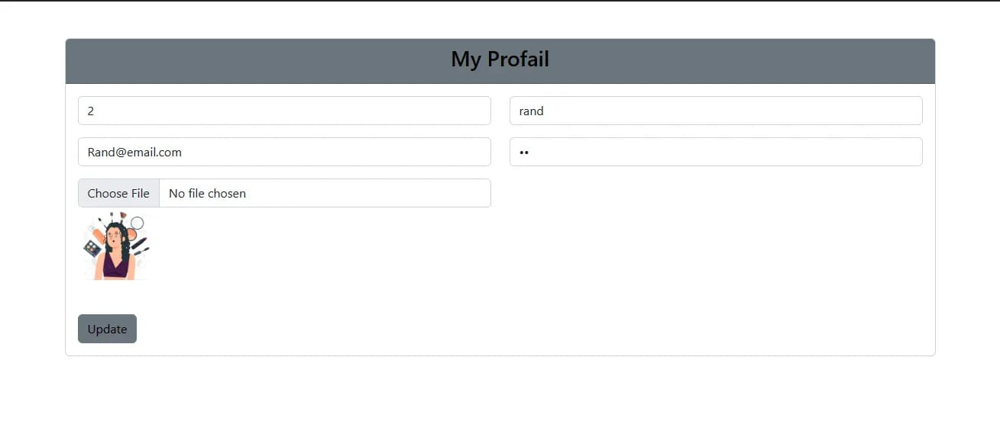 My Profail
2
rand
Rand@email.com
••
Choose File No file chosen
Update